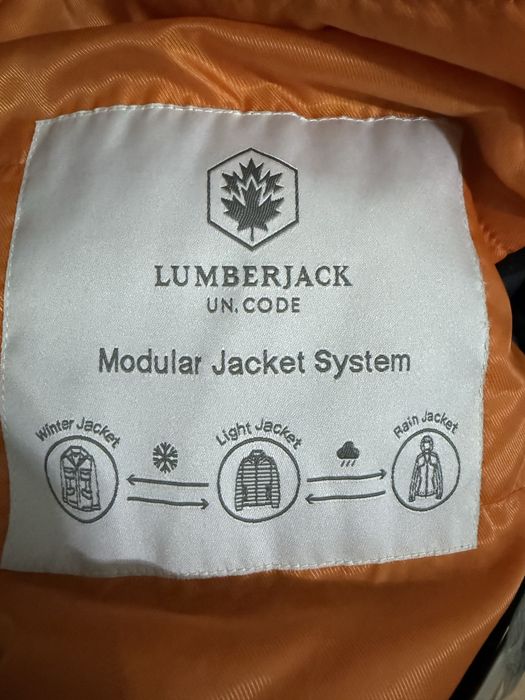 LUMBERJACK
UN.CODE
Modular Jacket System
Winter Jacket
Light Jacket
Rain Jacket